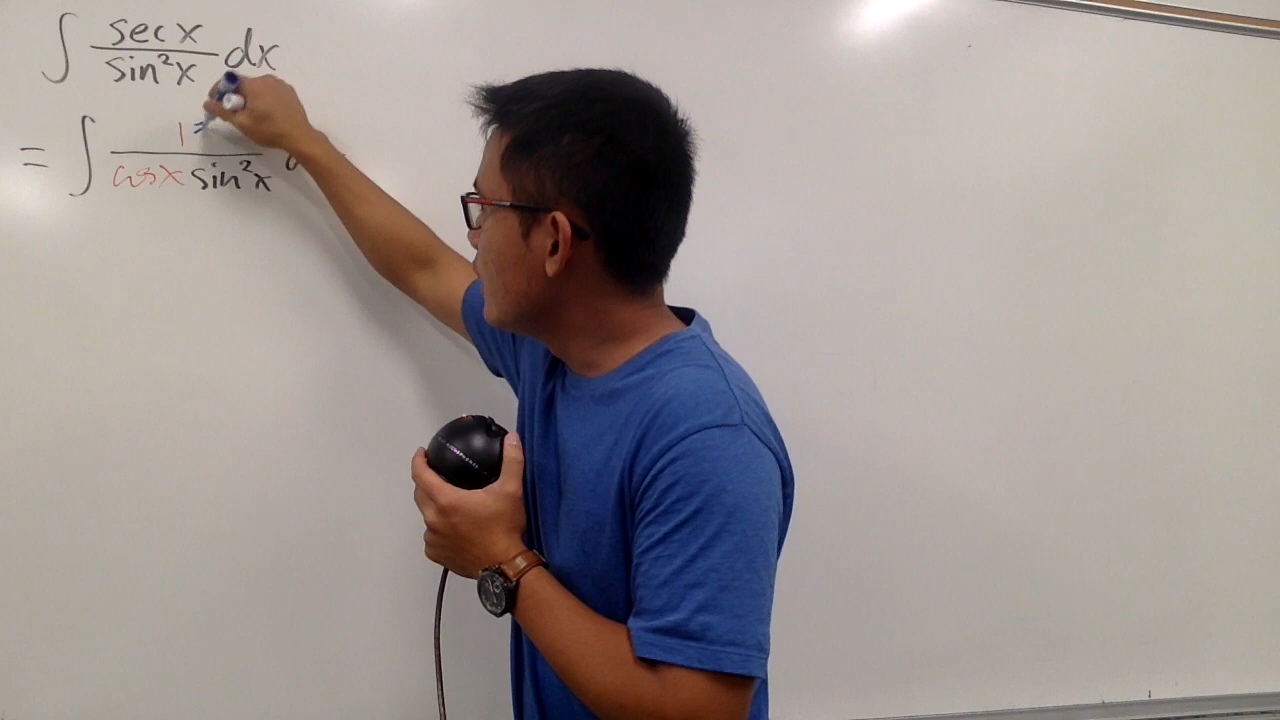 ∫ sec x / sin²x dx
= ∫ 1 = / cos x sin²x